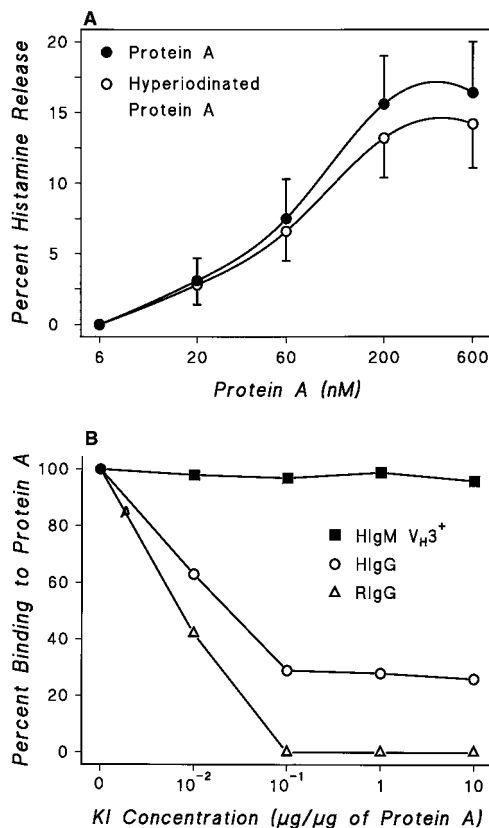 A
20
15
10
5
0
Percent Histamine Release
Protein A
Hyperiodinated
Protein A
6 20 60 200 600
Protein A (nM)
B
100
80
60
40
20
0
Percent Binding to Protein A
HIgM V_H3⁺
HIgG
RIgG
0 10⁻² 10⁻¹ 1 10
KI Concentration (µg/µg of Protein A)